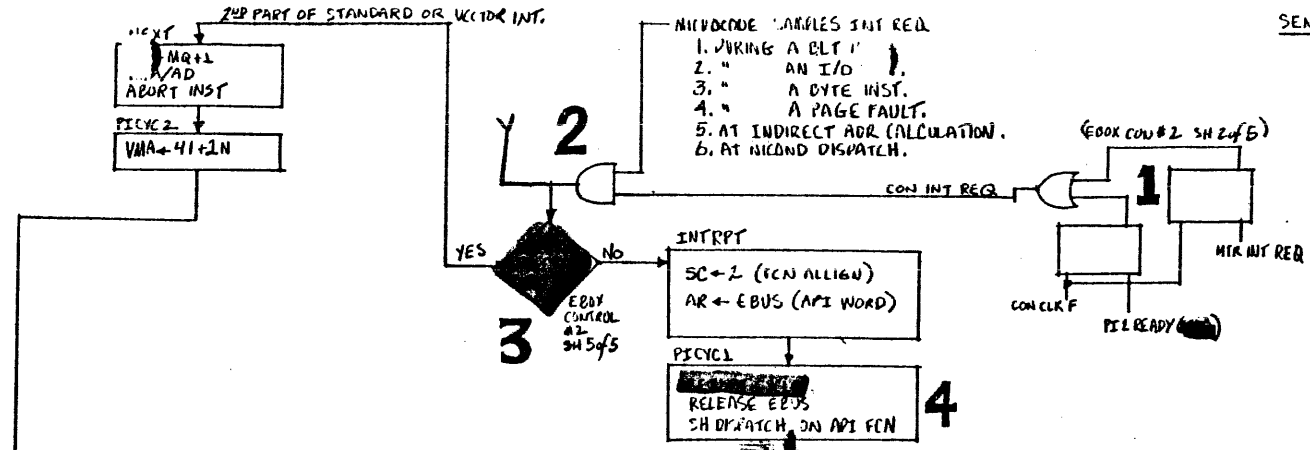 2ND PART OF STANDARD OR VECTOR INT.
MQ+1
A/AD
ABORT INST
PICYC2
VMA←41+2N
MICROCODE SAMPLES INT REQ
1. DURING A BLT
2. " AN I/O
3. " A BYTE INST.
4. " A PAGE FAULT.
5. AT INDIRECT ADR CALCULATION.
6. AT NICOND DISPATCH.
2
CON INT REQ
(EBOX CON #2 SH 2 of 5)
1
MTR INT REQ
CON CLK F
PI 2 READY
SEN
YES
NO
3
EBOX
CONTROL
#2
SH 5 of 5
INTRPT
SC←2 (FCN ALLIGN)
AR←EBUS (API WORD)
PICYC1
RELEASE EBUS
SH DISPATCH ON API FCN
4